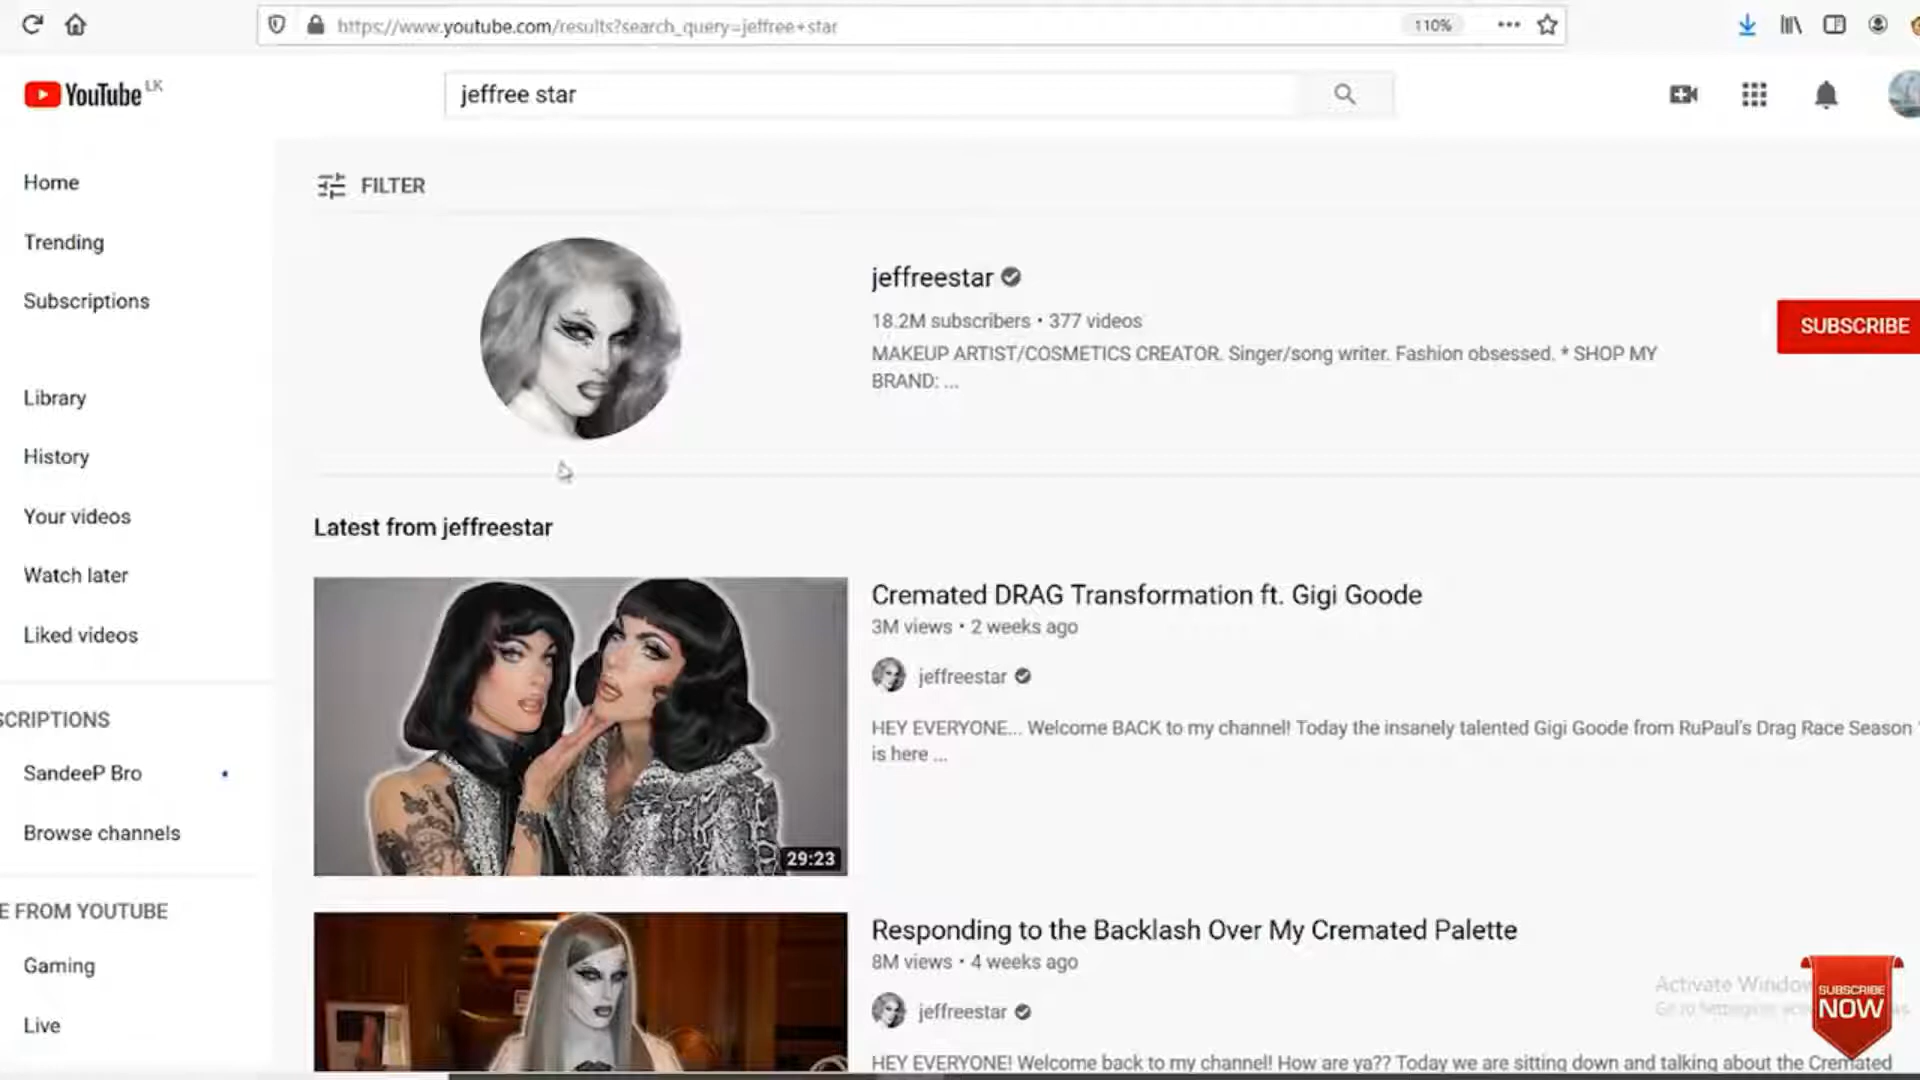 https://www.youtube.com/results?search_query=jeffree+star
110%
YouTube LK
jeffree star
Home
Trending
Subscriptions
Library
History
Your videos
Watch later
Liked videos
SCRIPTIONS
SandeeP Bro
Browse channels
E FROM YOUTUBE
Gaming
Live
FILTER
jeffreestar
18.2M subscribers • 377 videos
MAKEUP ARTIST/COSMETICS CREATOR. Singer/song writer. Fashion obsessed. * SHOP MY
BRAND: ...
SUBSCRIBE
Latest from jeffreestar
29:23
Cremated DRAG Transformation ft. Gigi Goode
3M views • 2 weeks ago
jeffreestar
HEY EVERYONE... Welcome BACK to my channel! Today the insanely talented Gigi Goode from RuPaul's Drag Race Season
is here ...
Responding to the Backlash Over My Cremated Palette
8M views • 4 weeks ago
jeffreestar
HEY EVERYONE! Welcome back to my channel! How are ya?? Today we are sitting down and talking about the Cremated
Activate Window
Go to
SUBSCRIBE
NOW